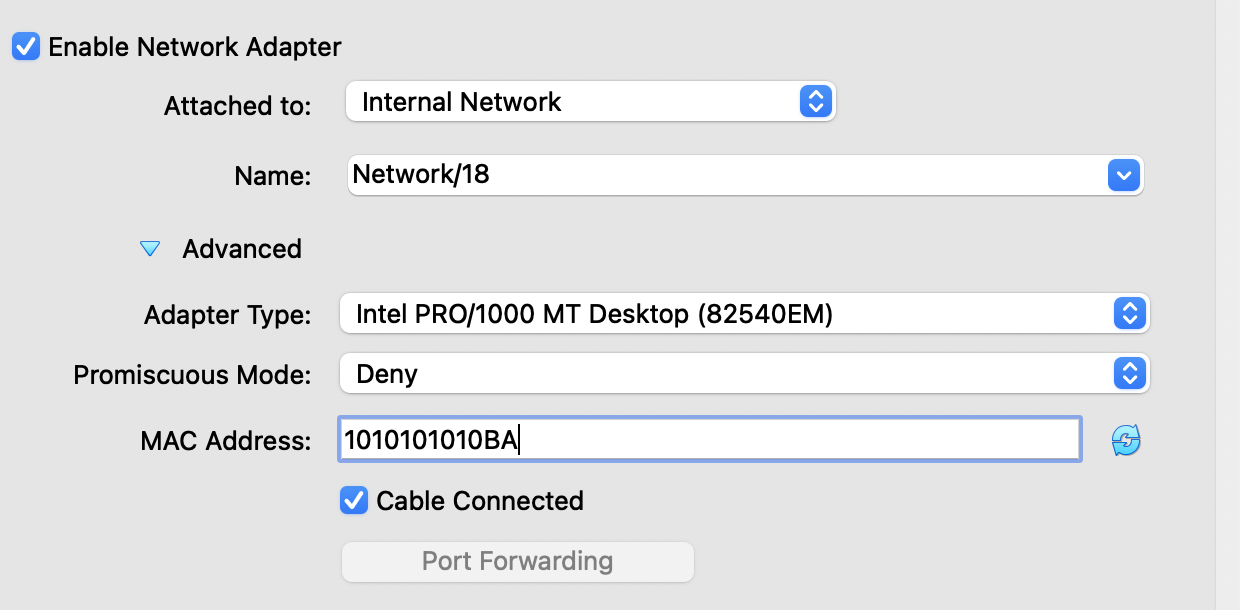 Enable Network Adapter
Attached to: Internal Network
Name: Network/18
Advanced
Adapter Type: Intel PRO/1000 MT Desktop (82540EM)
Promiscuous Mode: Deny
MAC Address: 1010101010BA
Cable Connected
Port Forwarding